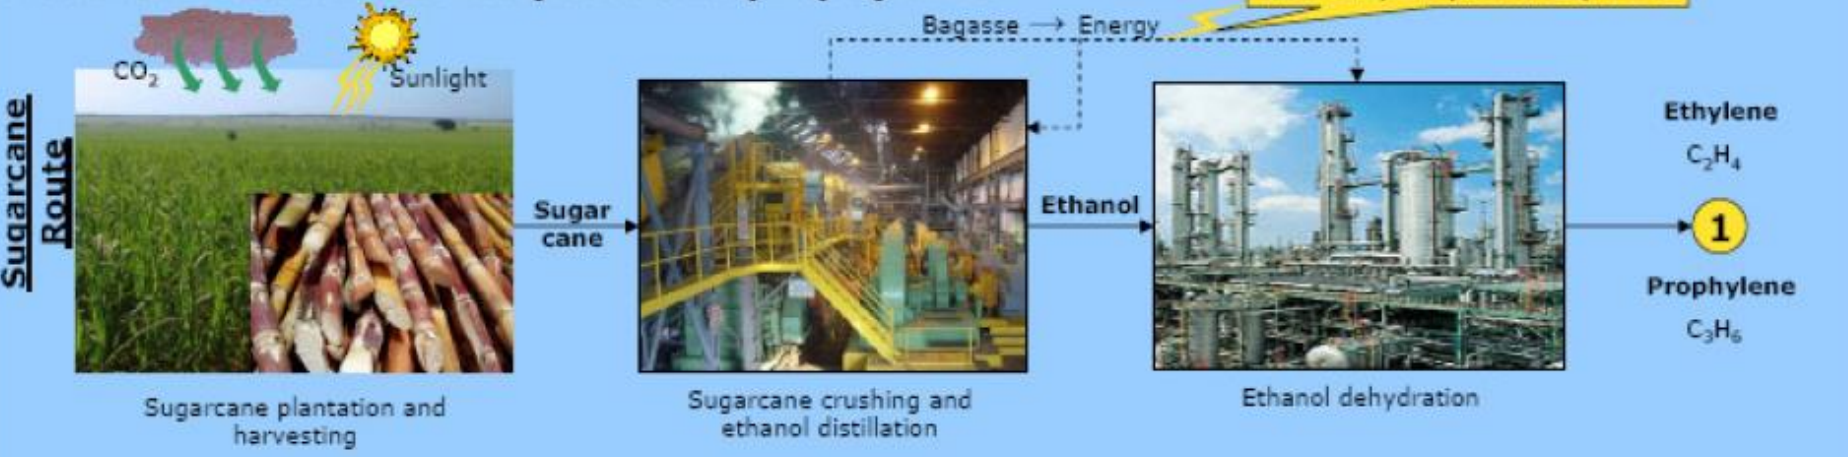 Bagasse → Energy
CO₂
Sunlight
Sugarcane
Route
Sugar
cane
Ethanol
Ethylene
C₂H₄
1
Prophylene
C₃H₆
Sugarcane plantation and
harvesting
Sugarcane crushing and
ethanol distillation
Ethanol dehydration